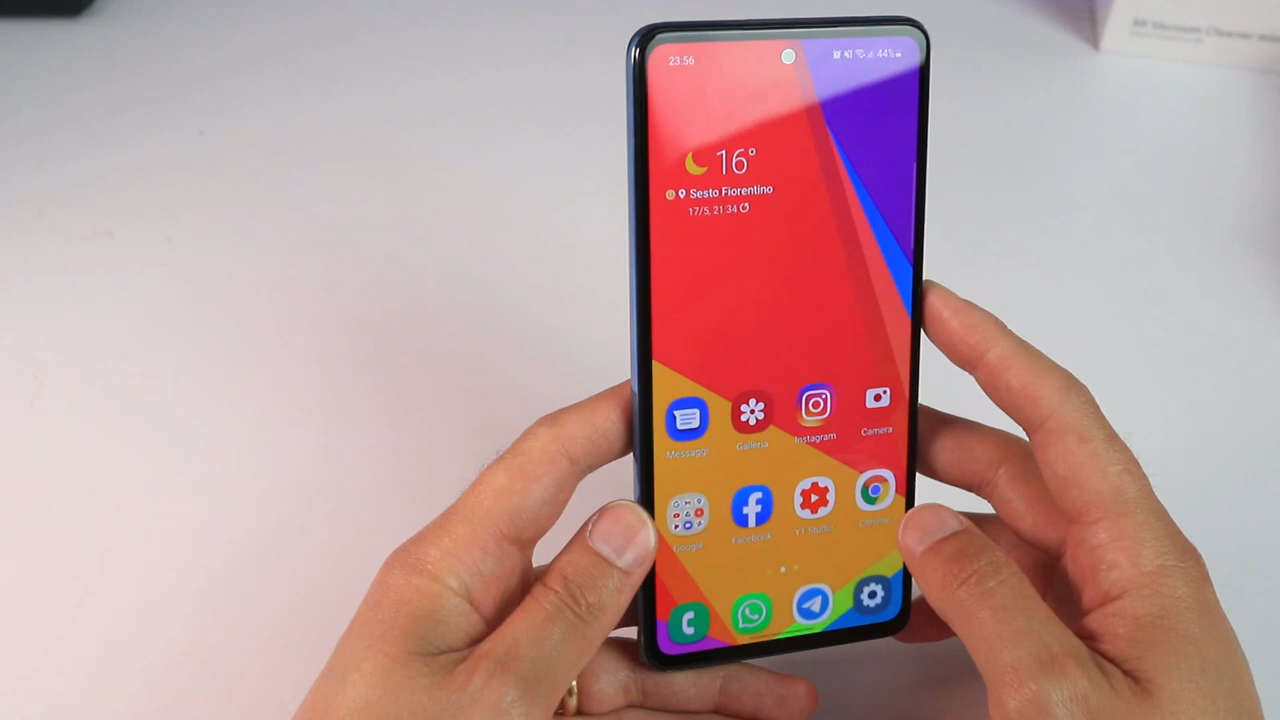 23:56
44%
16°
Sesto Fiorentino
17/5, 21:34
Messaggi
Galleria
Instagram
Camera
Google
Facebook
YT Studio
Chrome